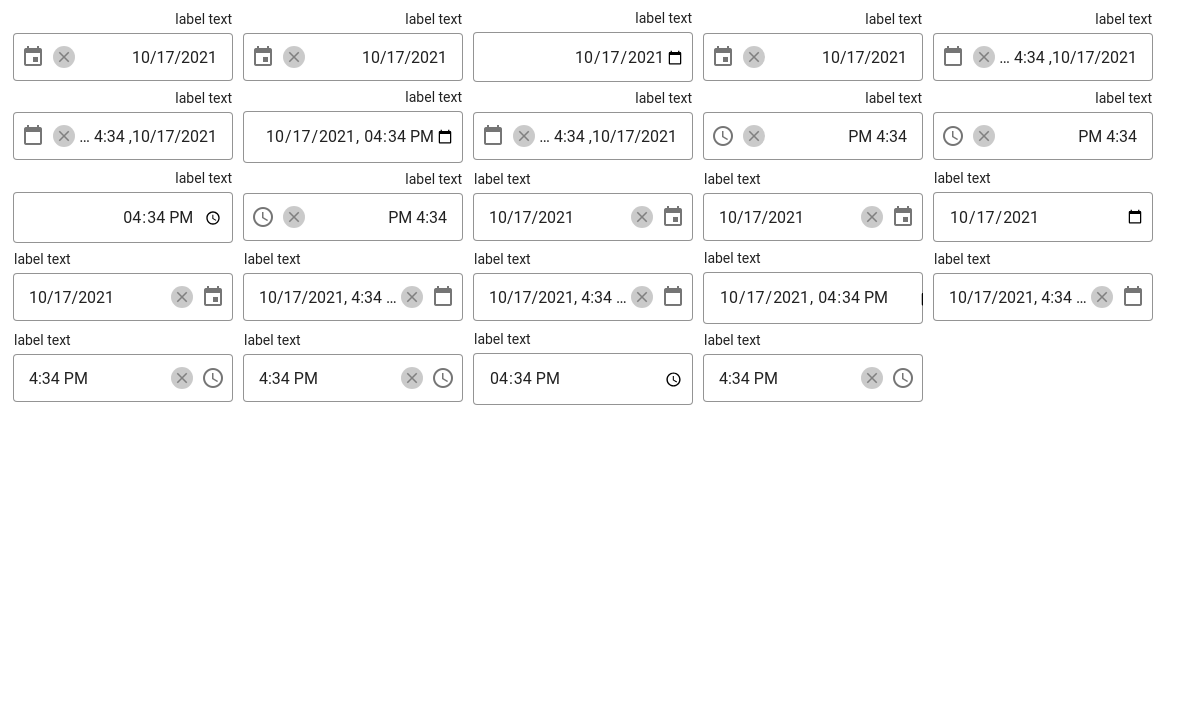 label text label text label text label text label text
10/17/2021 10/17/2021 10/17/2021 10/17/2021 ... 4:34 ,10/17/2021
label text label text label text label text label text
... 4:34 ,10/17/2021 10/17/2021, 04:34 PM ... 4:34 ,10/17/2021 PM 4:34 PM 4:34
label text label text label text label text label text
04:34 PM PM 4:34 10/17/2021 10/17/2021 10/17/2021
label text label text label text label text label text
10/17/2021 10/17/2021, 4:34 ... 10/17/2021, 4:34 ... 10/17/2021, 04:34 PM 10/17/2021, 4:34 ...
label text label text label text label text
4:34 PM 4:34 PM 04:34 PM 4:34 PM